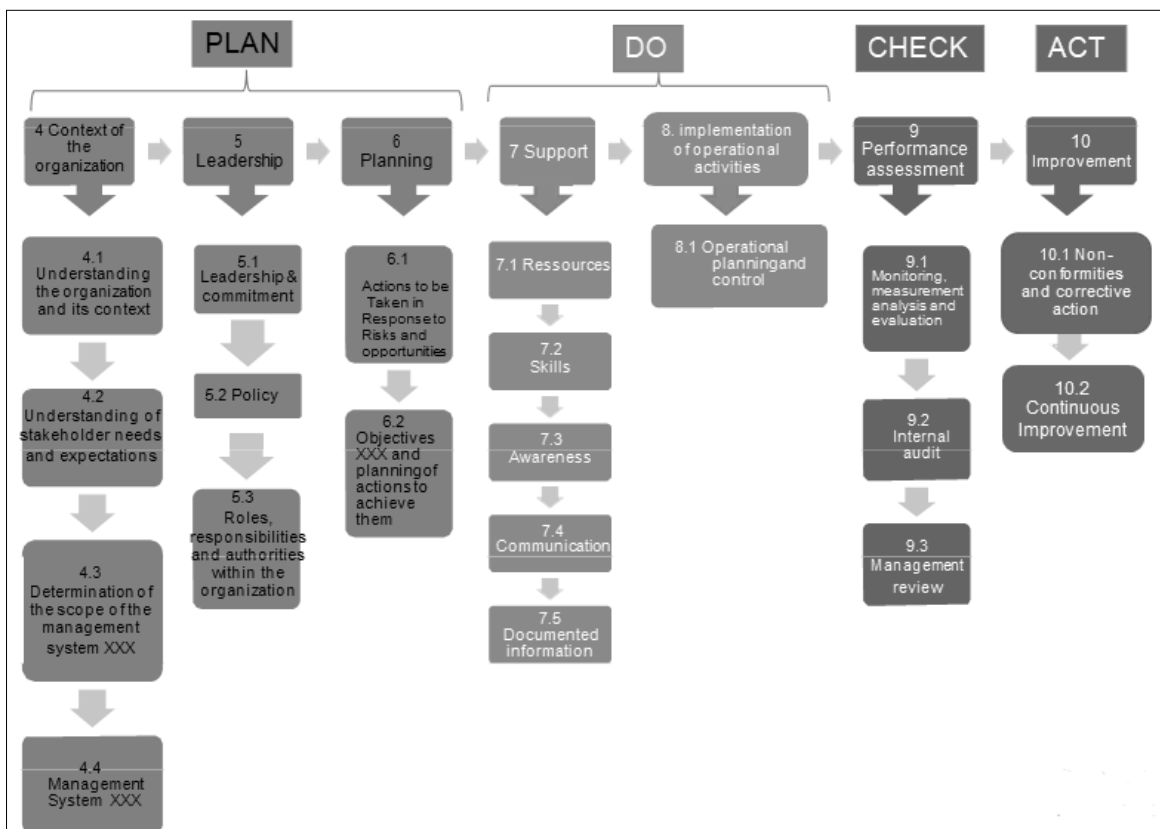 PLAN
DO
CHECK
ACT
4 Context of
the
organization
5
Leadership
6
Planning
7 Support
8. implementation
of operational
activities
9
Performance
assessment
10
Improvement
4.1
Understanding
the organization
and its context
4.2
Understanding of
stakeholder needs
and expectations
4.3
Determination of
the scope of the
management
system XXX
4.4
Management
System XXX
5.1
Leadership &
commitment
5.2 Policy
5.3
Roles,
responsibilities
and authorities
within the
organization
6.1
Actions to be
Taken in
Response to
Risks and
opportunities
6.2
Objectives
XXX and
planning of
actions to
achieve
them
7.1 Ressources
7.2
Skills
7.3
Awareness
7.4
Communication
7.5
Documented
information
8.1 Operational
planning and
control
9.1
Monitoring,
measurement
analysis and
evaluation
9.2
Internal
audit
9.3
Management
review
10.1 Non-
conformities
and corrective
action
10.2
Continuous
Improvement